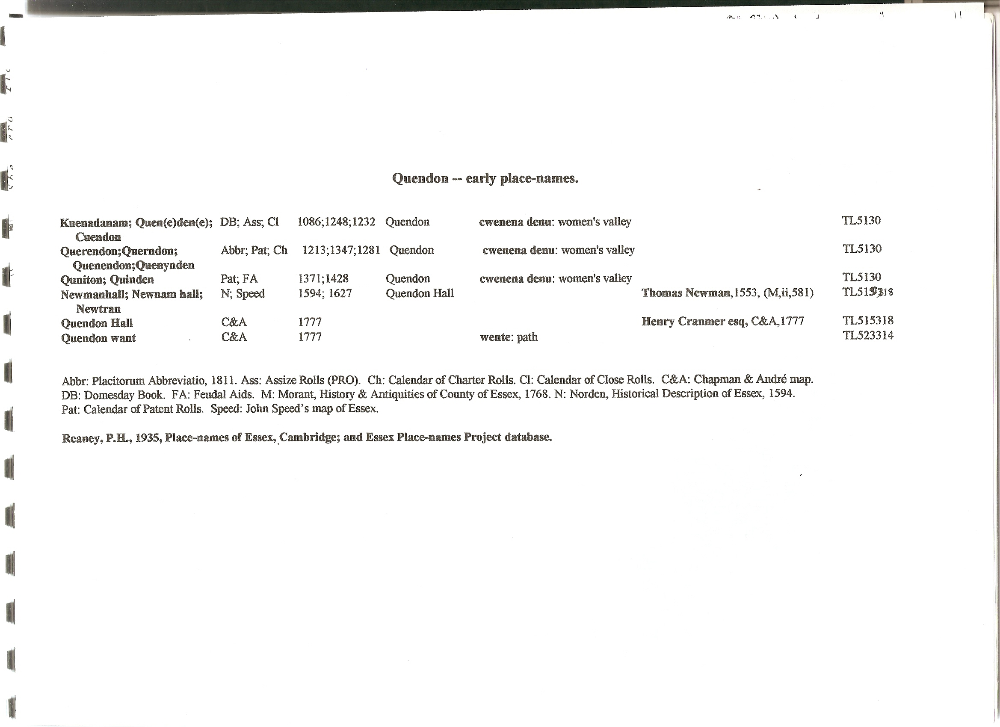 Quendon -- early place-names.
Kuenadanam; Quen(e)den(e); DB; Ass; Cl 1086;1248;1232 Quendon cwenena denu: women's valley TL5130
Cuendon
Querendon;Querndon; Abbr; Pat; Ch 1213;1347;1281 Quendon cwenena denu: women's valley TL5130
Quenendon;Quenynden
Quniton; Quinden Pat; FA 1371;1428 Quendon cwenena denu: women's valley TL5130
Newmanhall; Newnam hall; N; Speed 1594; 1627 Quendon Hall Thomas Newman,1553, (M,ii,581) TL515318
Newtran
Quendon Hall C&A 1777 Henry Cranmer esq, C&A,1777 TL515318
Quendon want C&A 1777 wente: path TL523314
Abbr: Placitorum Abbreviatio, 1811. Ass: Assize Rolls (PRO). Ch: Calendar of Charter Rolls. Cl: Calendar of Close Rolls. C&A: Chapman & André map.
DB: Domesday Book. FA: Feudal Aids. M: Morant, History & Antiquities of County of Essex, 1768. N: Norden, Historical Description of Essex, 1594.
Pat: Calendar of Patent Rolls. Speed: John Speed's map of Essex.
Reaney, P.H., 1935, Place-names of Essex, Cambridge; and Essex Place-names Project database.